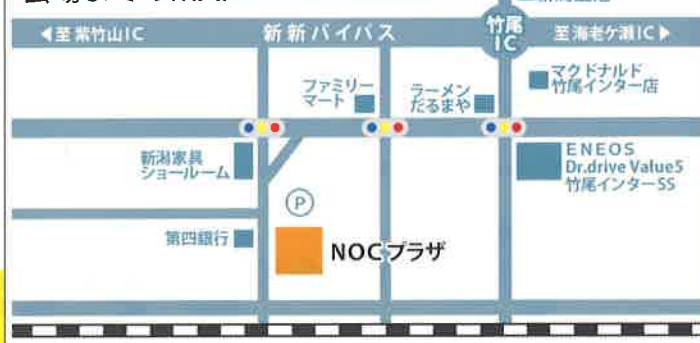 ◀至紫竹山IC
新新バイパス
竹尾
IC
至海老ケ瀬IC▶
ファミリー
マート
ラーメン
だるまや
マクドナルド
竹尾インター店
新潟家具
ショールーム
ENEOS
Dr.drive Value5
竹尾インターSS
P
第四銀行
NOCプラザ